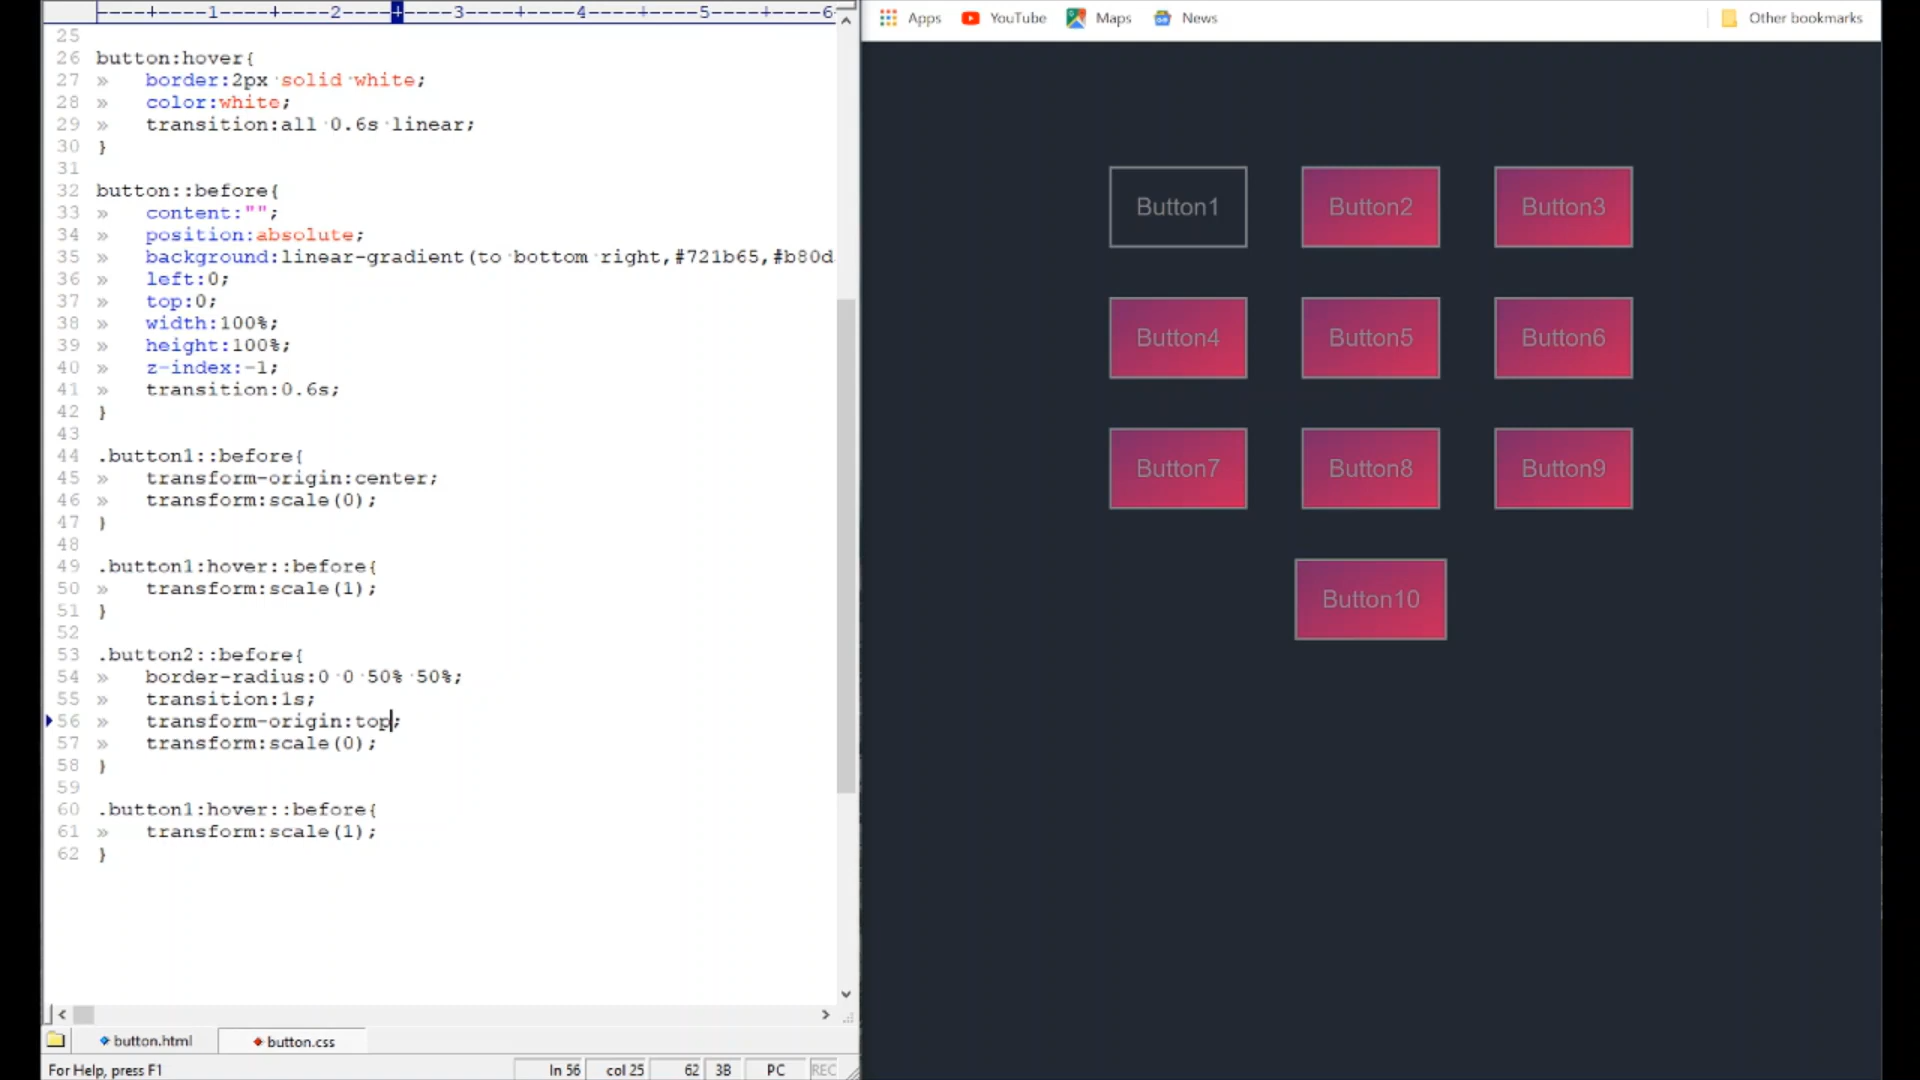 ----+----1----+----2----+----3----+----4----+----5----+----6-
25
26 button:hover{
27 » border:2px·solid·white;
28 » color:white;
29 » transition:all·0.6s·linear;
30 }
31
32 button::before{
33 » content:"";
34 » position:absolute;
35 » background:linear-gradient(to·bottom·right,#721b65,#b80d
36 » left:0;
37 » top:0;
38 » width:100%;
39 » height:100%;
40 » z-index:-1;
41 » transition:0.6s;
42 }
43
44 .button1::before{
45 » transform-origin:center;
46 » transform:scale(0);
47 }
48
49 .button1:hover::before{
50 » transform:scale(1);
51 }
52
53 .button2::before{
54 » border-radius:0·0·50%·50%;
55 » transition:1s;
56 » transform-origin:top;
57 » transform:scale(0);
58 }
59
60 .button1:hover::before{
61 » transform:scale(1);
62 }
button.html button.css
For Help, press F1 ln 56 col 25 62 3B PC REC
Apps YouTube Maps News Other bookmarks
Button1 Button2 Button3
Button4 Button5 Button6
Button7 Button8 Button9
Button10